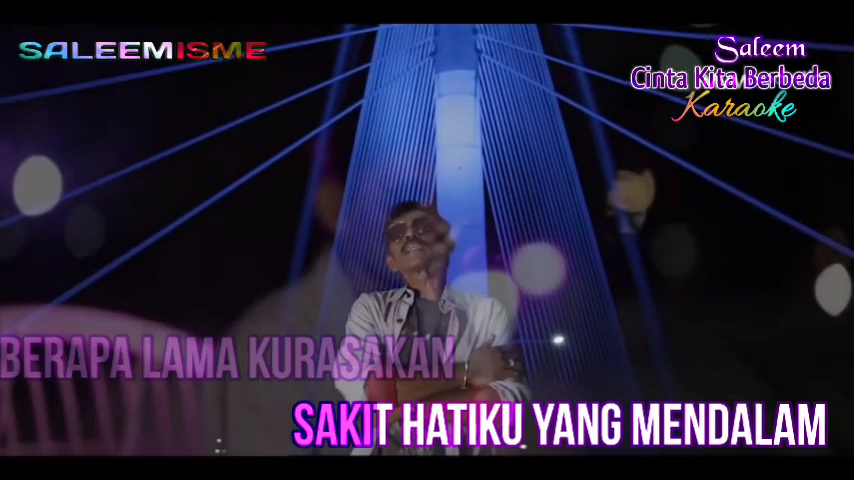 SALEEMISME
Saleem
Cinta Kita Berbeda
Karaoke
BERAPA LAMA KURASAKAN
SAKIT HATIKU YANG MENDALAM